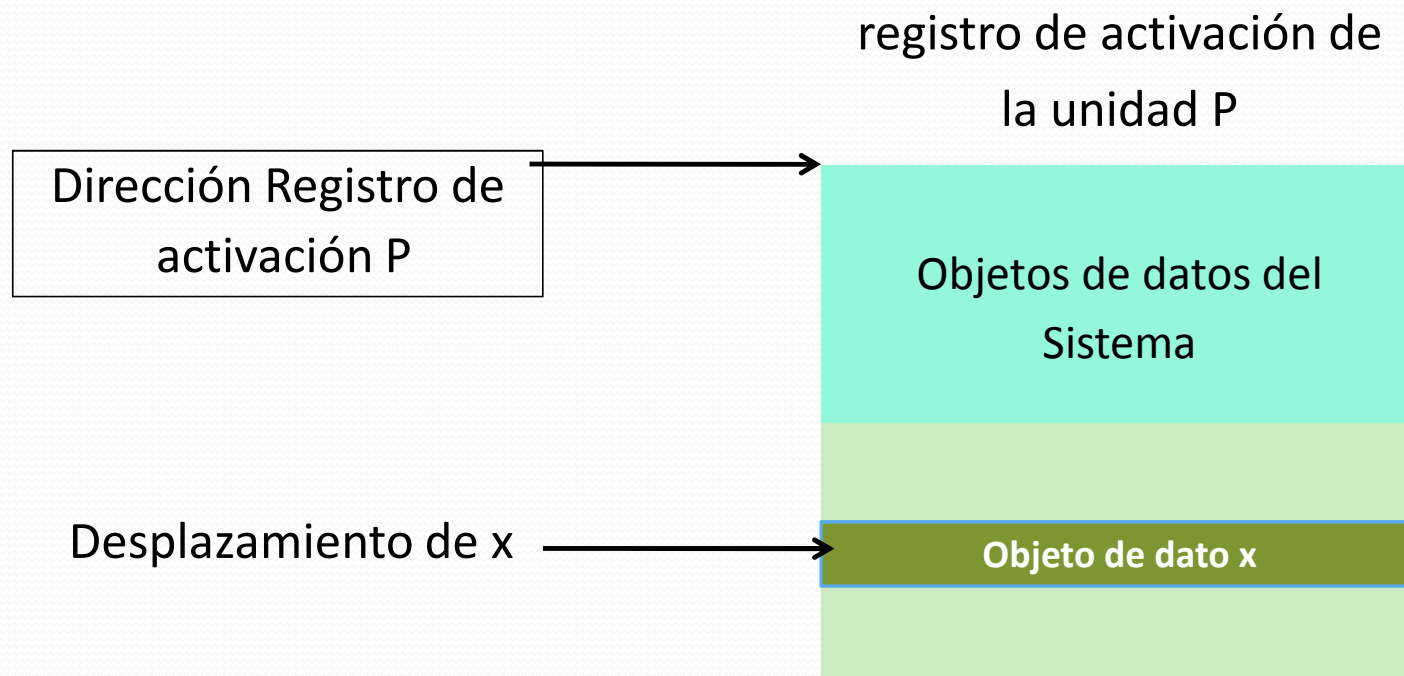 registro de activación de
la unidad P
Dirección Registro de
activación P
Objetos de datos del
Sistema
Desplazamiento de x
Objeto de dato x